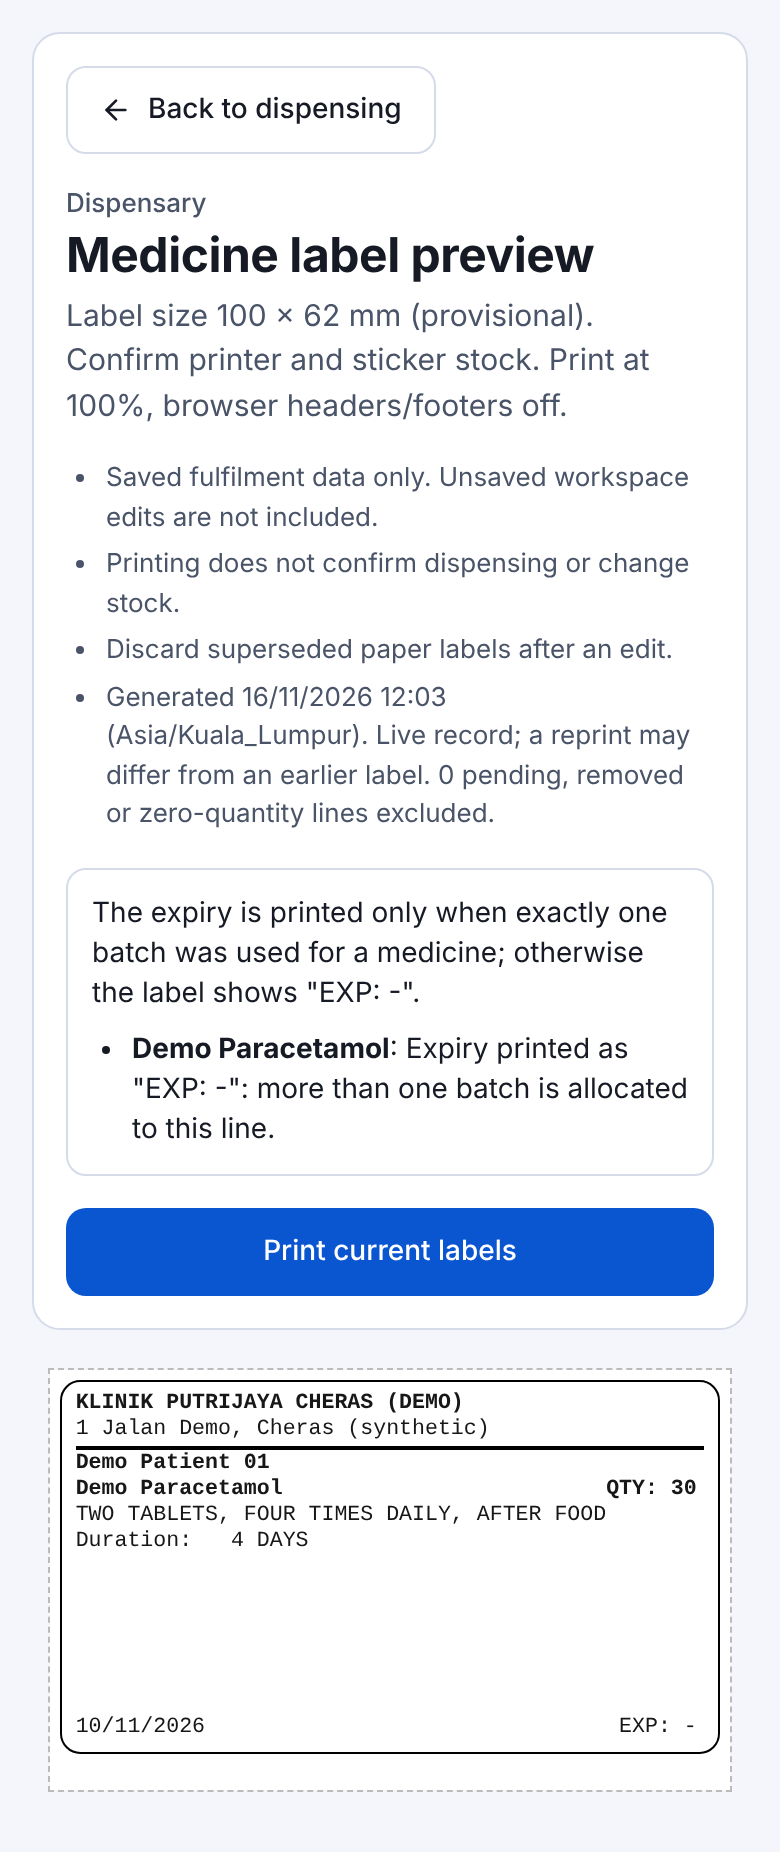 Back to dispensing
Dispensary
Medicine label preview
Label size 100 × 62 mm (provisional).
Confirm printer and sticker stock. Print at
100%, browser headers/footers off.
• Saved fulfilment data only. Unsaved workspace
edits are not included.
• Printing does not confirm dispensing or change
stock.
• Discard superseded paper labels after an edit.
• Generated 16/11/2026 12:03
(Asia/Kuala_Lumpur). Live record; a reprint may
differ from an earlier label. 0 pending, removed
or zero-quantity lines excluded.
The expiry is printed only when exactly one
batch was used for a medicine; otherwise
the label shows "EXP: -".
• Demo Paracetamol: Expiry printed as
"EXP: -": more than one batch is allocated
to this line.
Print current labels
KLINIK PUTRIJAYA CHERAS (DEMO)
1 Jalan Demo, Cheras (synthetic)
Demo Patient 01
Demo Paracetamol QTY: 30
TWO TABLETS, FOUR TIMES DAILY, AFTER FOOD
Duration: 4 DAYS
10/11/2026 EXP: -